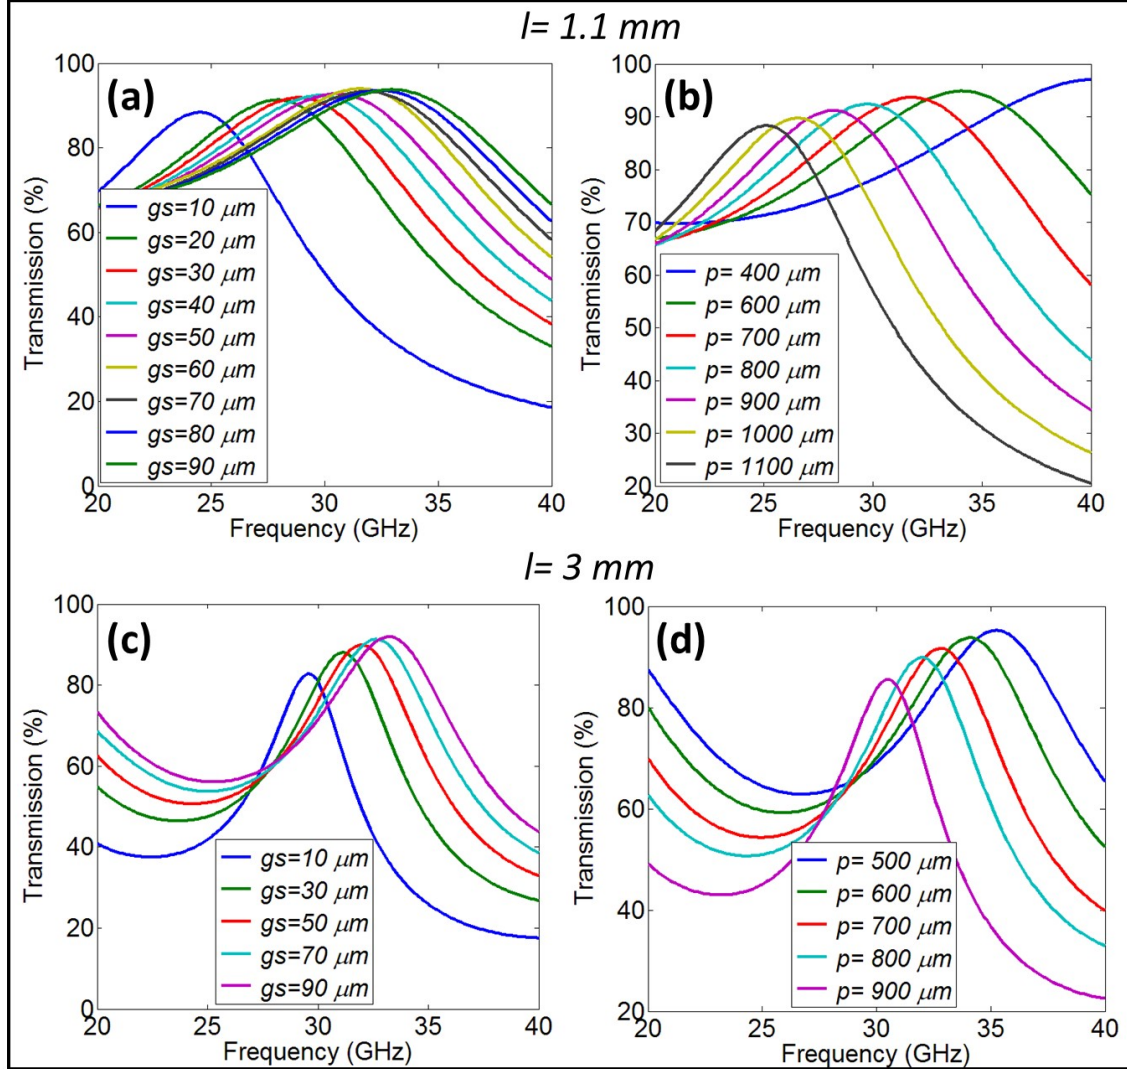 l= 1.1 mm
(a)
Transmission (%)
100
80
60
40
20
0
gs=10 μm
gs=20 μm
gs=30 μm
gs=40 μm
gs=50 μm
gs=60 μm
gs=70 μm
gs=80 μm
gs=90 μm
20 25 30 35 40
Frequency (GHz)
(b)
Transmission (%)
100
90
80
70
60
50
40
30
20
p= 400 μm
p= 600 μm
p= 700 μm
p= 800 μm
p= 900 μm
p= 1000 μm
p= 1100 μm
20 25 30 35 40
Frequency (GHz)
l= 3 mm
(c)
Transmission (%)
100
80
60
40
20
0
gs=10 μm
gs=30 μm
gs=50 μm
gs=70 μm
gs=90 μm
20 25 30 35 40
Frequency (GHz)
(d)
Transmission (%)
100
80
60
40
20
p= 500 μm
p= 600 μm
p= 700 μm
p= 800 μm
p= 900 μm
20 25 30 35 40
Frequency (GHz)